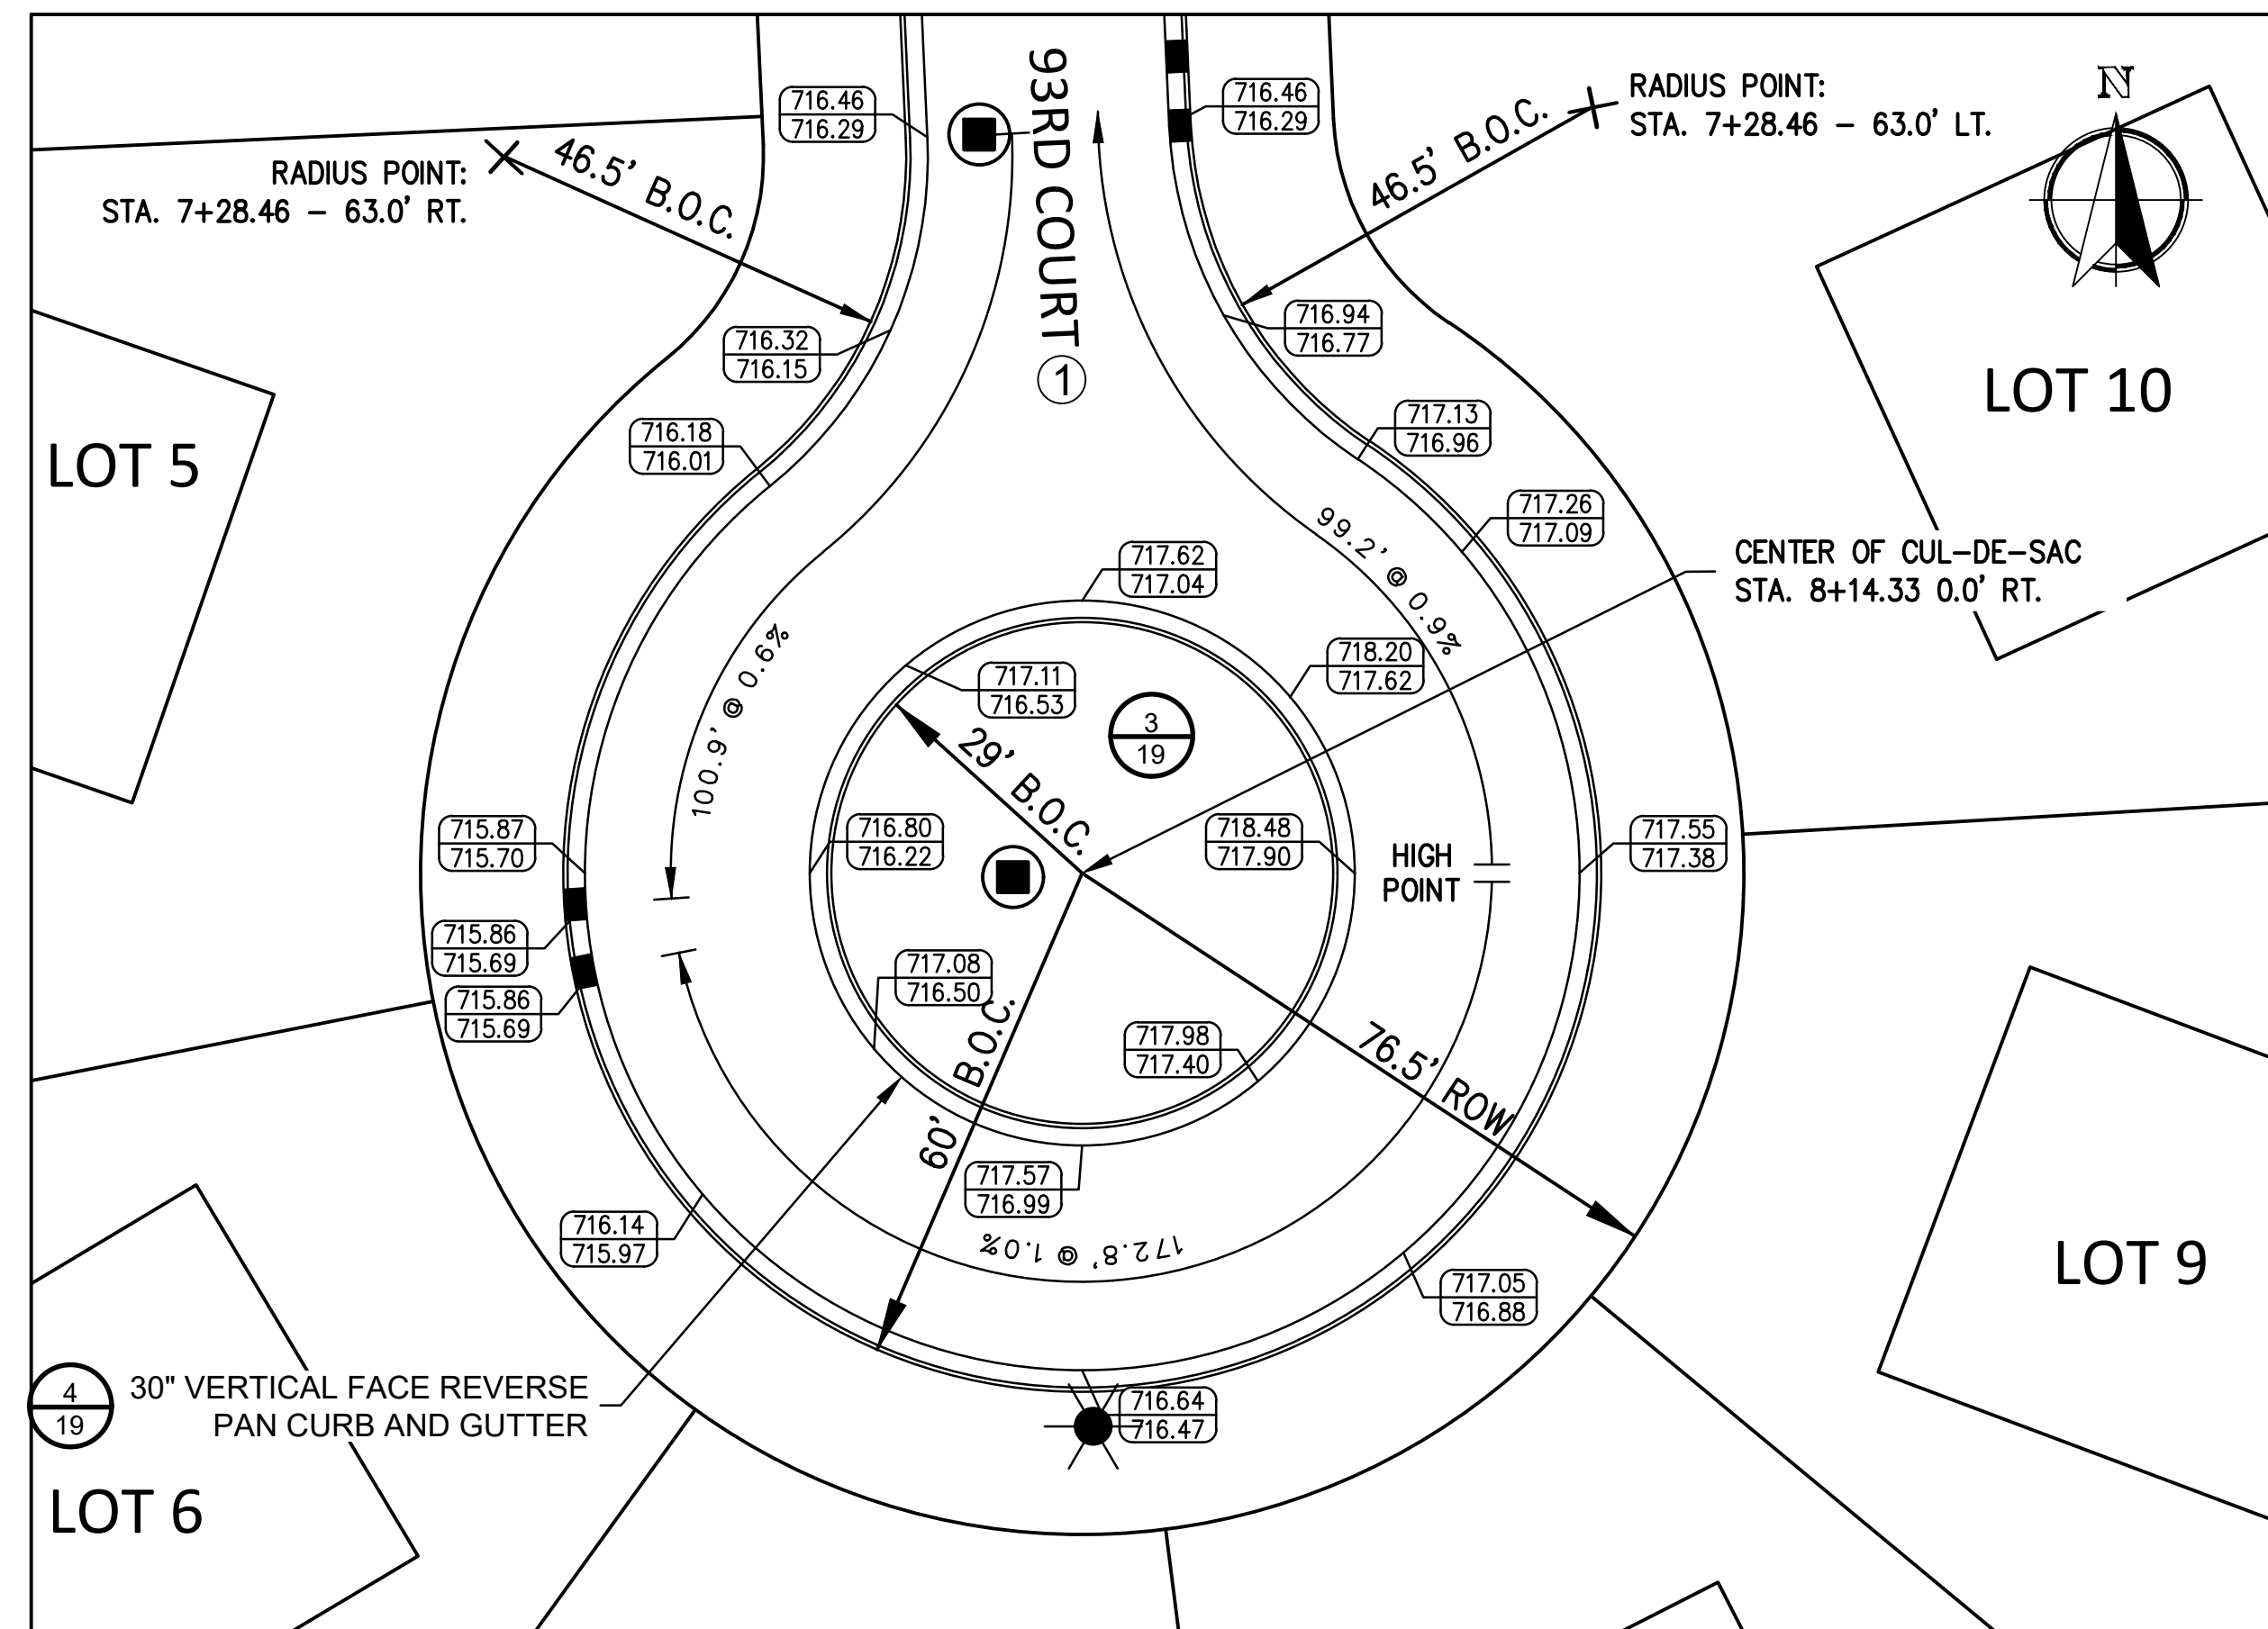 93RD COURT
1
716.46
716.29
716.46
716.29
RADIUS POINT:
STA. 7+28.46 - 63.0' LT.
N
46.5' B.O.C.
RADIUS POINT:
STA. 7+28.46 - 63.0' RT.
46.5' B.O.C.
716.94
716.77
716.32
716.15
LOT 10
717.13
716.96
716.18
716.01
LOT 5
717.26
717.09
99.2' @ 0.9%
CENTER OF CUL-DE-SAC
STA. 8+14.33 0.0' RT.
717.62
717.04
718.20
717.62
717.11
716.53
3
19
100.9' @ 0.6%
29' B.O.C.
715.87
715.70
716.80
716.22
718.48
717.90
HIGH
POINT
717.55
717.38
715.86
715.69
717.08
716.50
715.86
715.69
60' B.O.C.
717.98
717.40
76.5' ROW
717.57
716.99
716.14
715.97
172.8' @ 1.0%
717.05
716.88
LOT 9
4
19
30" VERTICAL FACE REVERSE
PAN CURB AND GUTTER
716.64
716.47
LOT 6